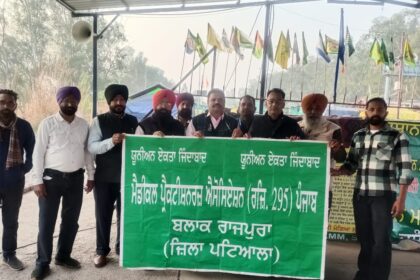 ਯੂਨੀਅਨ ਏਕਤਾ ਜਿੰਦਾਬਾਦ ਯੂਨੀਅਨ ਏਕਤਾ ਜਿੰਦਾਬਾਦ
ਮੈਡੀਕਲ ਪ੍ਰੈਕਟੀਸ਼ਨਰਜ਼ ਐਸੋਸੀਏਸ਼ਨ (ਰਜਿ. 295) ਪੰਜਾਬ
ਬਲਾਕ ਰਾਜਪੁਰਾ
(ਜ਼ਿਲਾ ਪਟਿਆਲਾ)